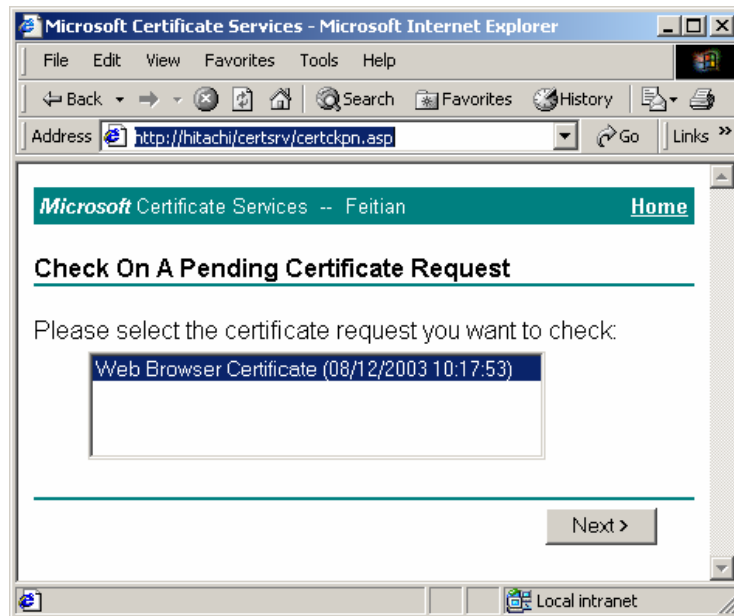 Microsoft Certificate Services - Microsoft Internet Explorer
File Edit View Favorites Tools Help
Back Search Favorites History
Address http://hitachi/certsrv/certckpn.asp Go Links »
Microsoft Certificate Services -- Feitian Home
Check On A Pending Certificate Request
Please select the certificate request you want to check:
Web Browser Certificate (08/12/2003 10:17:53)
Next >
Local intranet